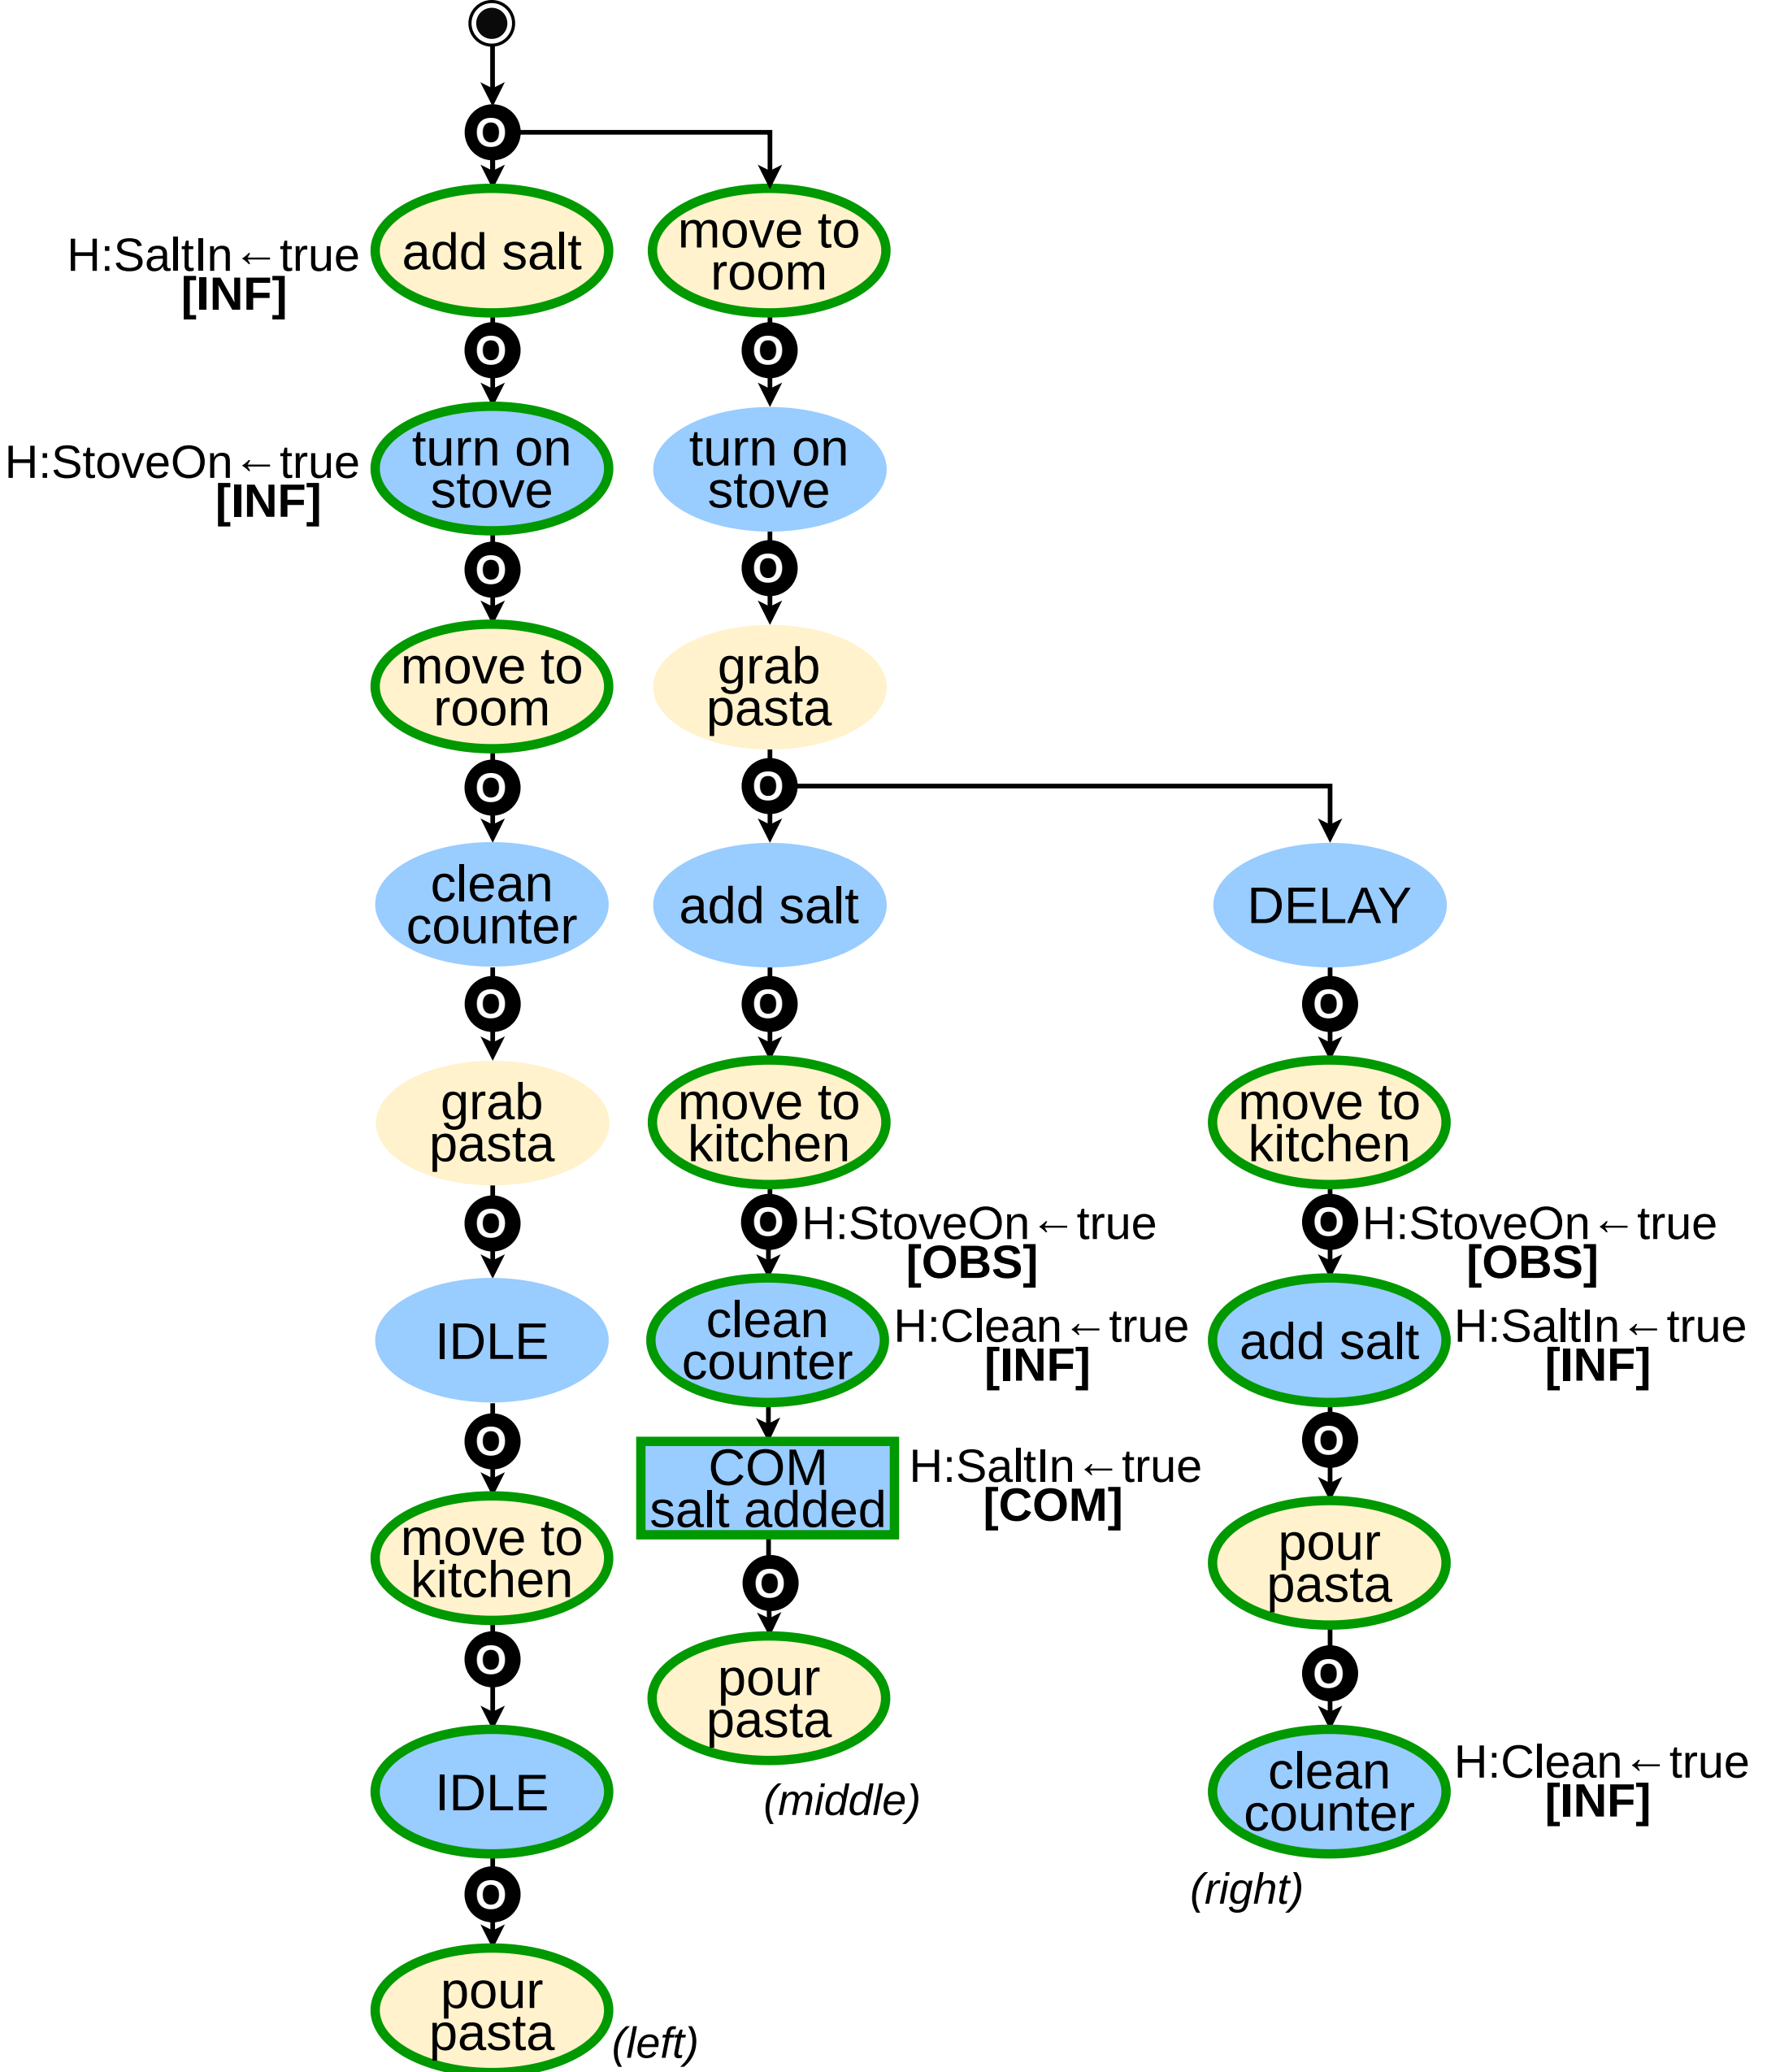 O
H:SaltIn←true
[INF]
add salt
move to
room
O
O
H:StoveOn←true
[INF]
turn on
stove
turn on
stove
O
O
move to
room
grab
pasta
O
O
clean
counter
add salt
DELAY
O
O
O
grab
pasta
move to
kitchen
move to
kitchen
O
O
H:StoveOn←true
[OBS]
O
H:StoveOn←true
[OBS]
IDLE
clean
counter
H:Clean←true
[INF]
add salt
H:SaltIn←true
[INF]
O
COM
salt added
H:SaltIn←true
[COM]
O
move to
kitchen
O
pour
pasta
O
pour
pasta
(middle)
O
IDLE
clean
counter
H:Clean←true
[INF]
(right)
O
pour
pasta
(left)